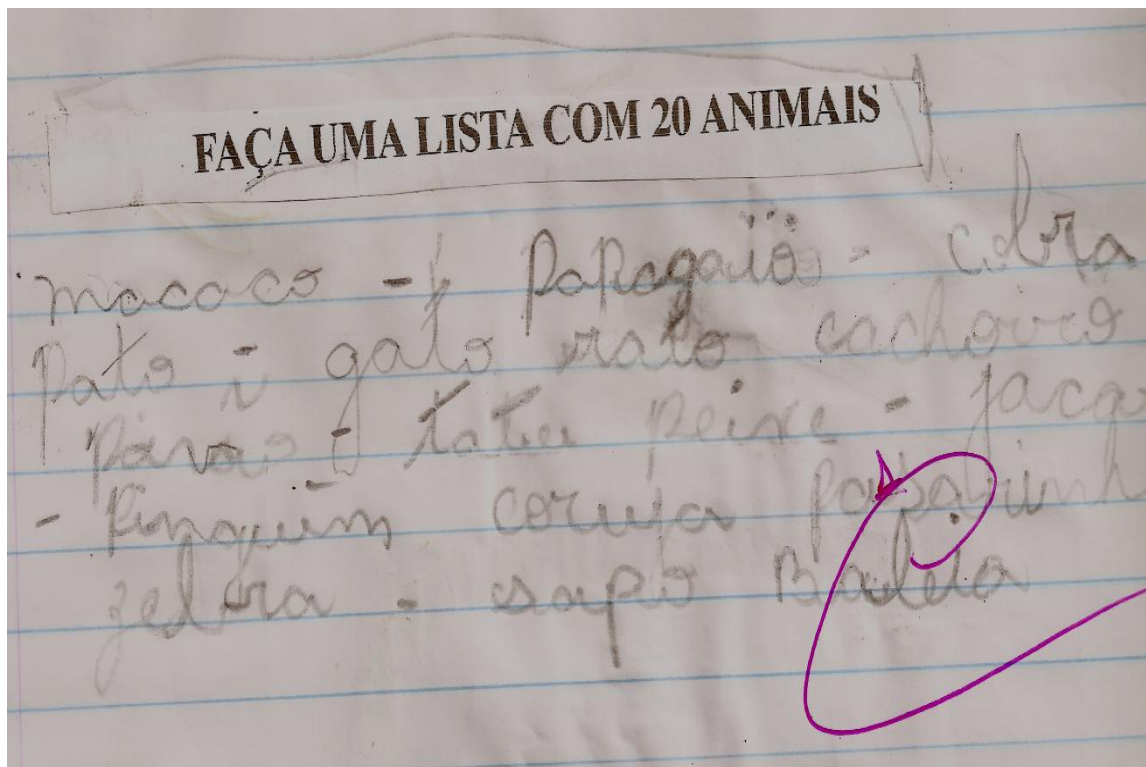 FAÇA UMA LISTA COM 20 ANIMAIS
macaco - papagaio - cobra
pato - gato rato cachorro
pavão - tatu peixe - jaca
- pinguim coruja
zebra - sapo Baleia